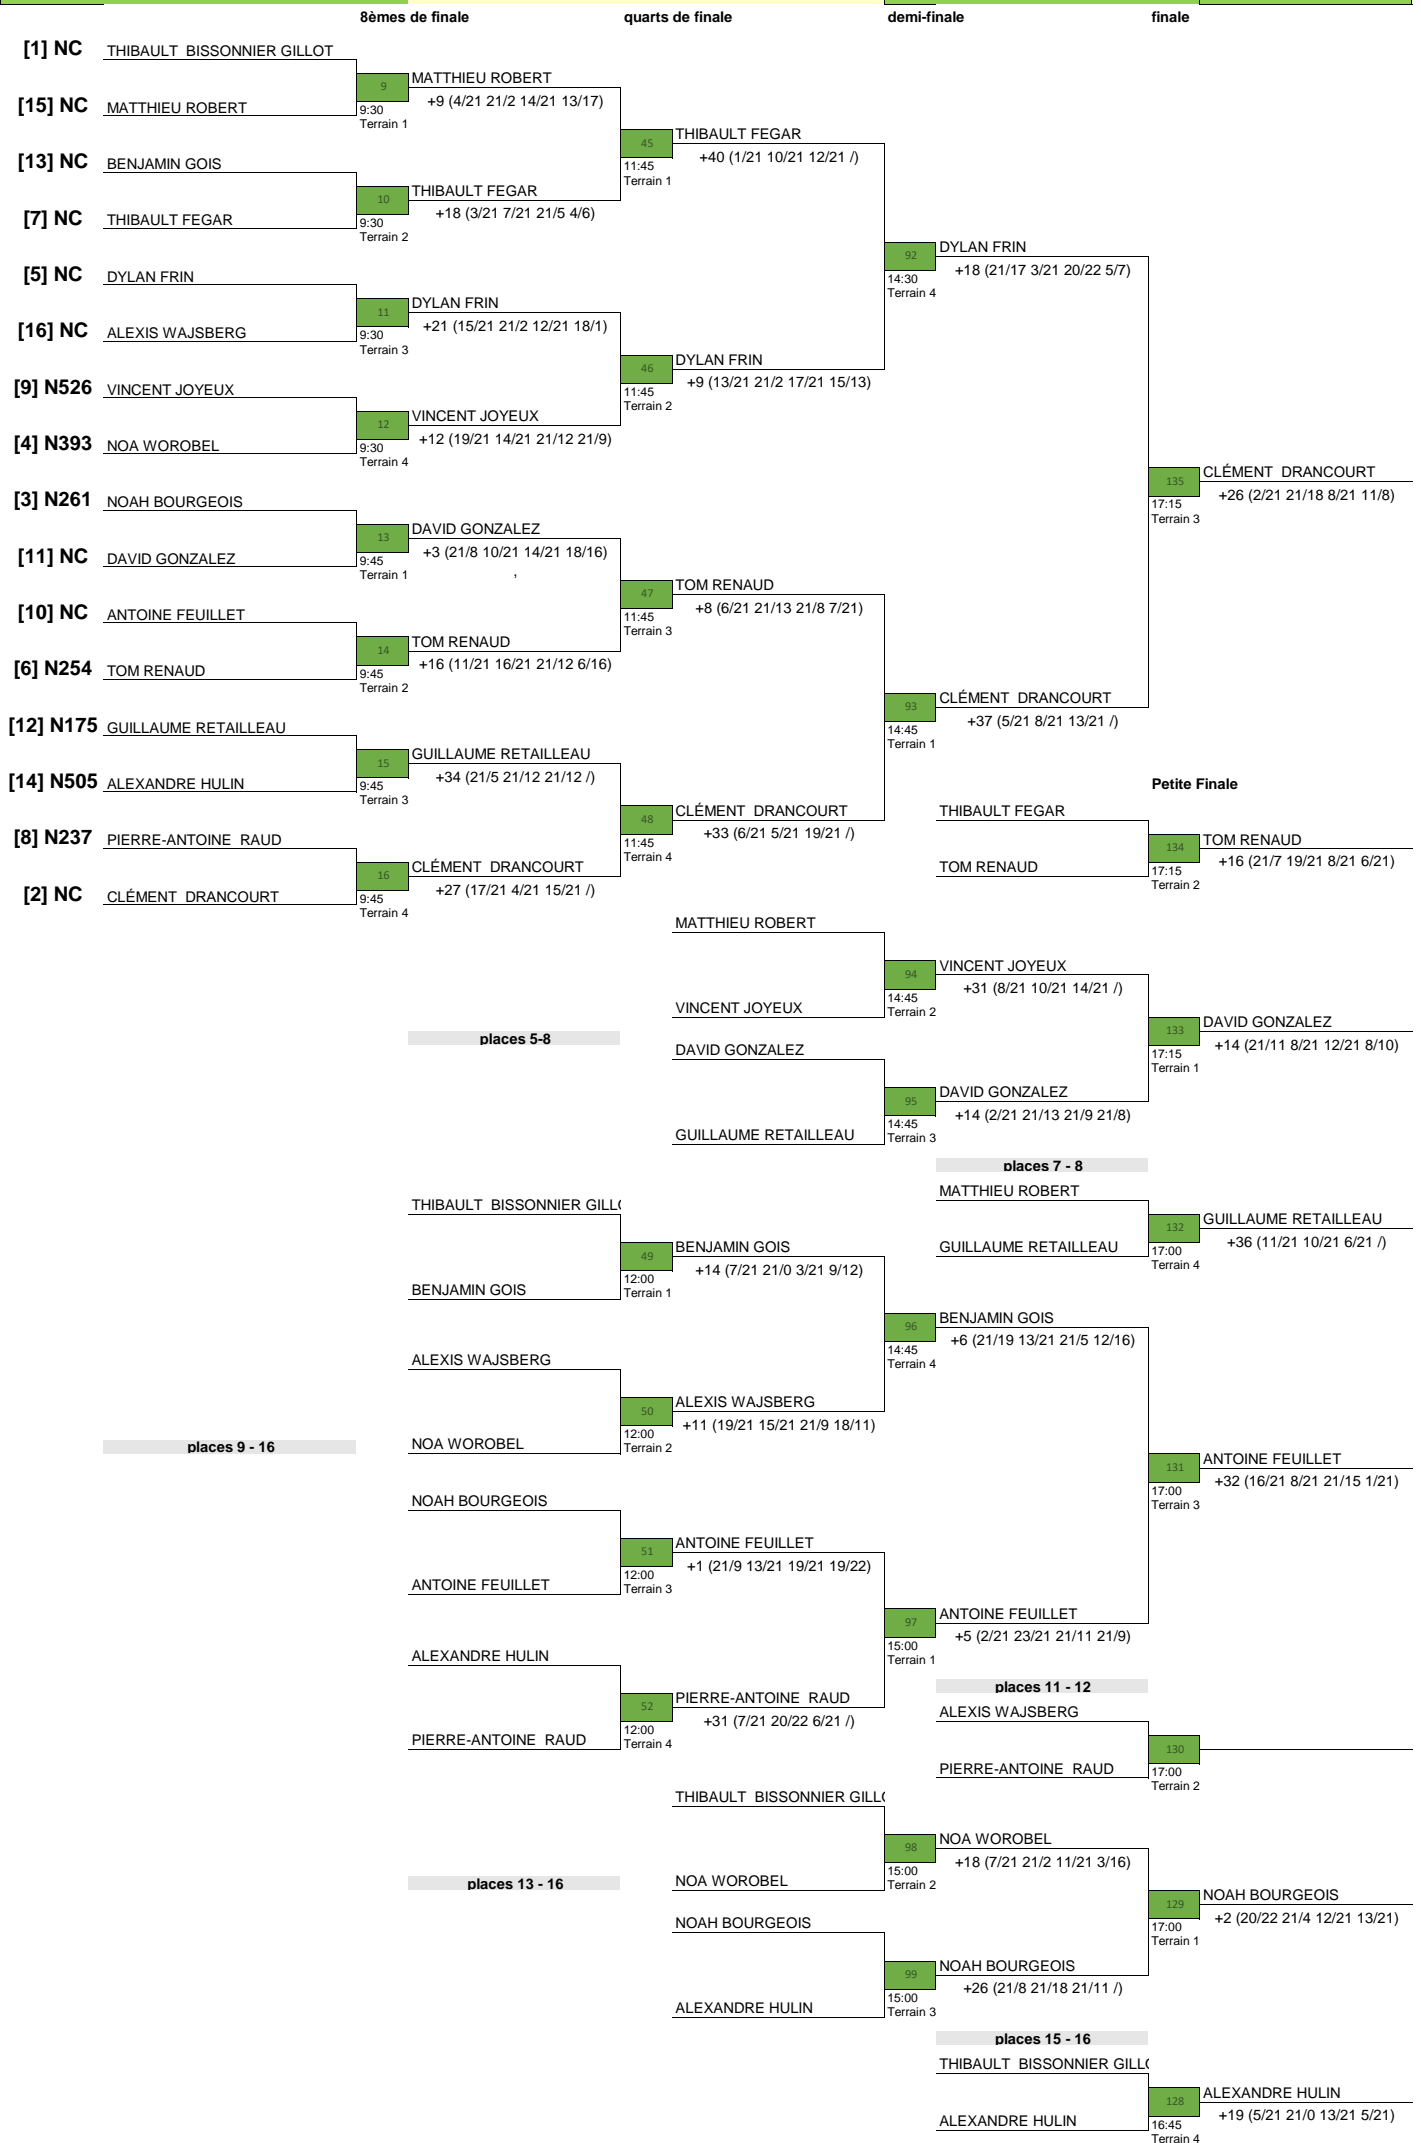 8èmes de finale quarts de finale demi-finale finale
[1] NC THIBAULT BISSONNIER GILLOT
9 MATTHIEU ROBERT
+9 (4/21 21/2 14/21 13/17)
[15] NC MATTHIEU ROBERT 9:30
Terrain 1
45 THIBAULT FEGAR
+40 (1/21 10/21 12/21 /)
[13] NC BENJAMIN GOIS 11:45
Terrain 1
10 THIBAULT FEGAR
+18 (3/21 7/21 21/5 4/6)
[7] NC THIBAULT FEGAR 9:30
Terrain 2
92 DYLAN FRIN
+18 (21/17 3/21 20/22 5/7)
[5] NC DYLAN FRIN 14:30
Terrain 4
11 DYLAN FRIN
+21 (15/21 21/2 12/21 18/1)
[16] NC ALEXIS WAJSBERG 9:30
Terrain 3
46 DYLAN FRIN
+9 (13/21 21/2 17/21 15/13)
[9] N526 VINCENT JOYEUX 11:45
Terrain 2
12 VINCENT JOYEUX
+12 (19/21 14/21 21/12 21/9)
[4] N393 NOA WOROBEL 9:30
Terrain 4
135 CLÉMENT DRANCOURT
+26 (2/21 21/18 8/21 11/8)
[3] N261 NOAH BOURGEOIS 17:15
Terrain 3
13 DAVID GONZALEZ
+3 (21/8 10/21 14/21 18/16)
[11] NC DAVID GONZALEZ 9:45
Terrain 1 ,
47 TOM RENAUD
+8 (6/21 21/13 21/8 7/21)
[10] NC ANTOINE FEUILLET 11:45
Terrain 3
14 TOM RENAUD
+16 (11/21 16/21 21/12 6/16)
[6] N254 TOM RENAUD 9:45
Terrain 2
93 CLÉMENT DRANCOURT
+37 (5/21 8/21 13/21 /)
[12] N175 GUILLAUME RETAILLEAU 14:45
Terrain 1
15 GUILLAUME RETAILLEAU
+34 (21/5 21/12 21/12 /)
[14] N505 ALEXANDRE HULIN 9:45
Terrain 3
Petite Finale
48 CLÉMENT DRANCOURT THIBAULT FEGAR
+33 (6/21 5/21 19/21 /)
[8] N237 PIERRE-ANTOINE RAUD 11:45
Terrain 4
134 TOM RENAUD
+16 (21/7 19/21 8/21 6/21)
16 CLÉMENT DRANCOURT TOM RENAUD 17:15
Terrain 2
+27 (17/21 4/21 15/21 /)
[2] NC CLÉMENT DRANCOURT 9:45
Terrain 4
MATTHIEU ROBERT
94 VINCENT JOYEUX
+31 (8/21 10/21 14/21 /)
VINCENT JOYEUX 14:45
Terrain 2
133 DAVID GONZALEZ
places 5-8 +14 (21/11 8/21 12/21 8/10)
DAVID GONZALEZ 17:15
Terrain 1
95 DAVID GONZALEZ
+14 (2/21 21/13 21/9 21/8)
GUILLAUME RETAILLEAU 14:45
Terrain 3
places 7 - 8
MATTHIEU ROBERT
THIBAULT BISSONNIER GILLO
132 GUILLAUME RETAILLEAU
+36 (11/21 10/21 6/21 /)
49 BENJAMIN GOIS GUILLAUME RETAILLEAU 17:00
Terrain 4
+14 (7/21 21/0 3/21 9/12)
BENJAMIN GOIS 12:00
Terrain 1
96 BENJAMIN GOIS
+6 (21/19 13/21 21/5 12/16)
ALEXIS WAJSBERG 14:45
Terrain 4
50 ALEXIS WAJSBERG
+11 (19/21 15/21 21/9 18/11)
places 9 - 16 NOA WOROBEL 12:00
Terrain 2
131 ANTOINE FEUILLET
+32 (16/21 8/21 21/15 1/21)
NOAH BOURGEOIS 17:00
Terrain 3
51 ANTOINE FEUILLET
+1 (21/9 13/21 19/21 19/22)
ANTOINE FEUILLET 12:00
Terrain 3
97 ANTOINE FEUILLET
+5 (2/21 23/21 21/11 21/9)
ALEXANDRE HULIN 15:00
Terrain 1
places 11 - 12
52 PIERRE-ANTOINE RAUD ALEXIS WAJSBERG
+31 (7/21 20/22 6/21 /)
PIERRE-ANTOINE RAUD 12:00
Terrain 4
130
PIERRE-ANTOINE RAUD 17:00
Terrain 2
THIBAULT BISSONNIER GILLO
98 NOA WOROBEL
+18 (7/21 21/2 11/21 3/16)
places 13 - 16 NOA WOROBEL 15:00
Terrain 2
129 NOAH BOURGEOIS
+2 (20/22 21/4 12/21 13/21)
NOAH BOURGEOIS 17:00
Terrain 1
99 NOAH BOURGEOIS
+26 (21/8 21/18 21/11 /)
ALEXANDRE HULIN 15:00
Terrain 3
places 15 - 16
THIBAULT BISSONNIER GILLO
128 ALEXANDRE HULIN
+19 (5/21 21/0 13/21 5/21)
ALEXANDRE HULIN 16:45
Terrain 4